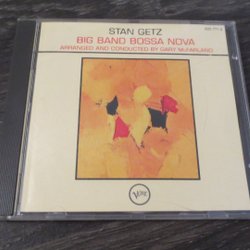 STAN GETZ
BIG BAND BOSSA NOVA
ARRANGED AND CONDUCTED BY GARY McFARLAND
Verve